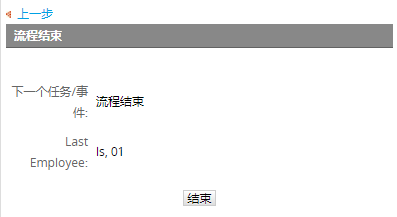 上一步
流程结束
下一个任务/事
件: 流程结束
Last
Employee: ls, 01
结束